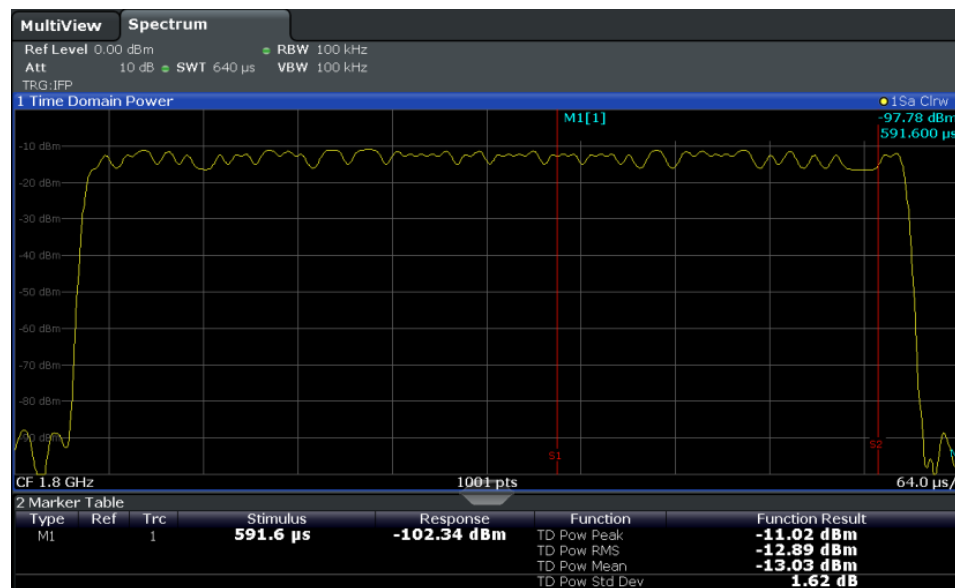 MultiView Spectrum
Ref Level 0.00 dBm RBW 100 kHz
Att 10 dB SWT 640 µs VBW 100 kHz
TRG:IFP
1 Time Domain Power 1Sa Clrw
M1[1] -97.78 dBm
591.600 µs
-10 dBm
-20 dBm
-30 dBm
-40 dBm
-50 dBm
-60 dBm
-70 dBm
-80 dBm
-90 dBm
S1
S2
CF 1.8 GHz 1001 pts 64.0 µs/
2 Marker Table
Type Ref Trc Stimulus Response Function Function Result
M1 1 591.6 µs -102.34 dBm TD Pow Peak -11.02 dBm
TD Pow RMS -12.89 dBm
TD Pow Mean -13.03 dBm
TD Pow Std Dev 1.62 dB